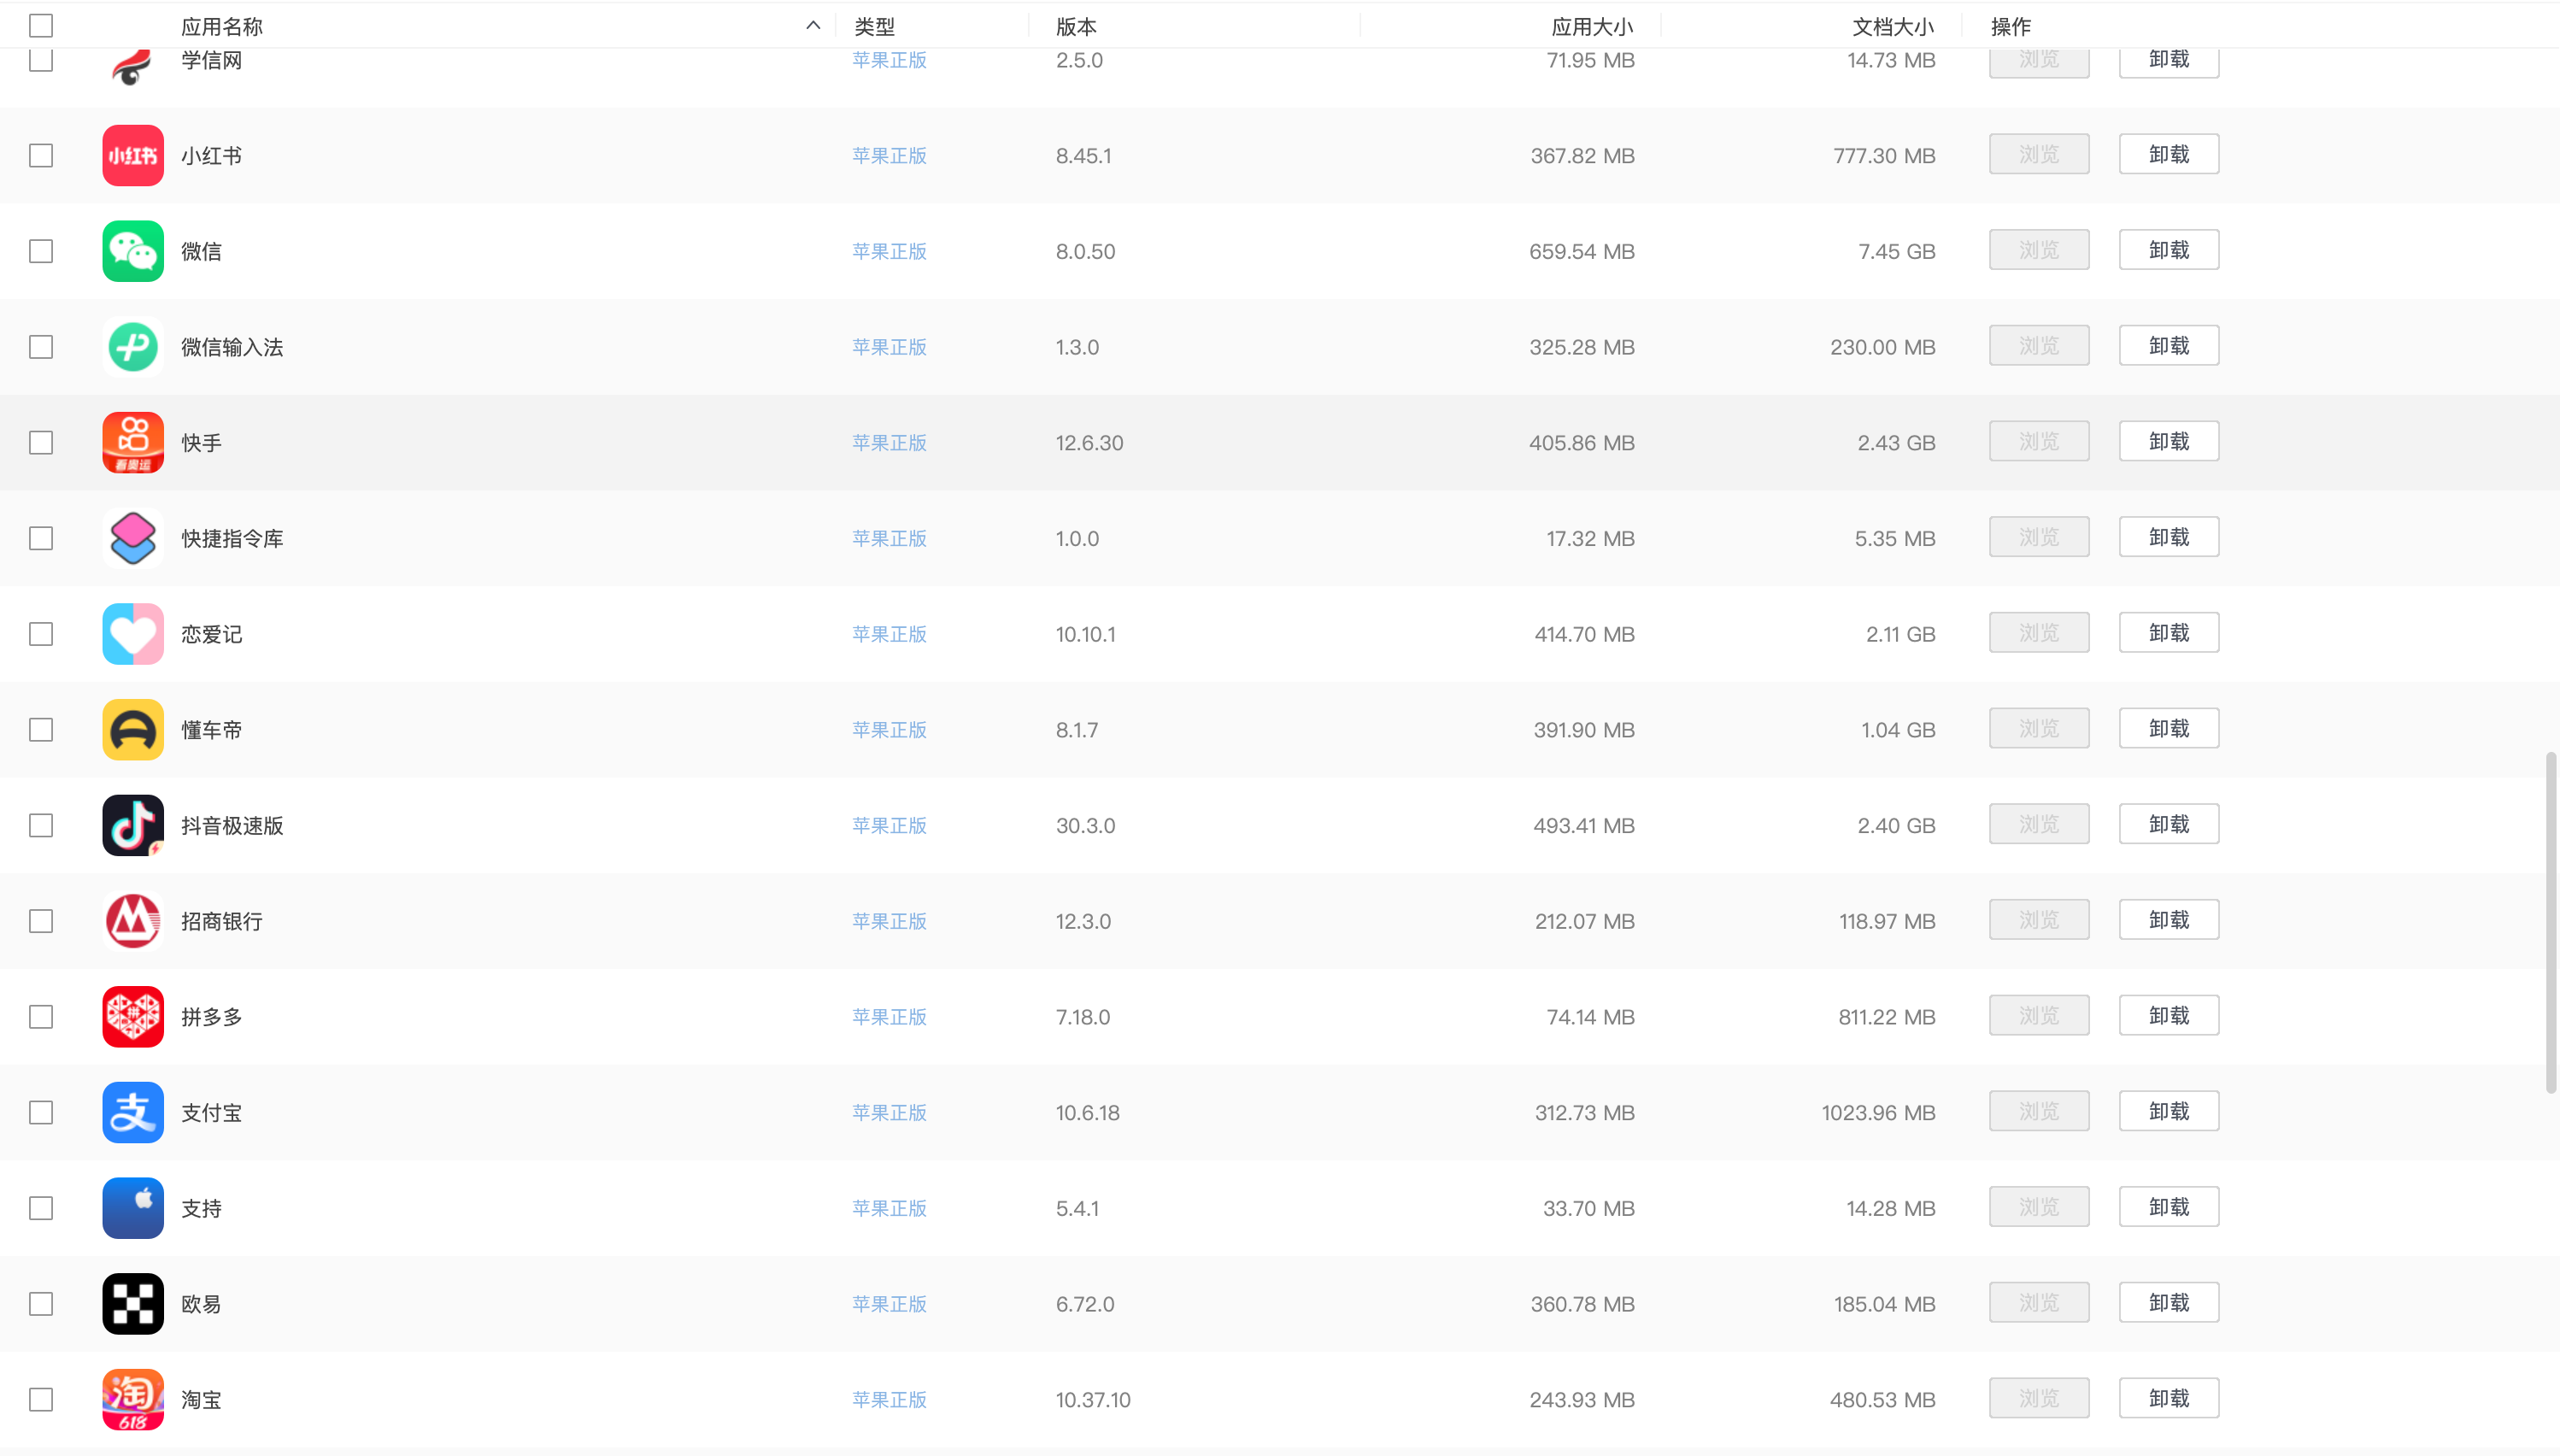 应用名称 类型 版本 应用大小 文档大小 操作
学信网 苹果正版 2.5.0 71.95 MB 14.73 MB 浏览 卸载
小红书 小红书 苹果正版 8.45.1 367.82 MB 777.30 MB 浏览 卸载
微信 苹果正版 8.0.50 659.54 MB 7.45 GB 浏览 卸载
微信输入法 苹果正版 1.3.0 325.28 MB 230.00 MB 浏览 卸载
快手 苹果正版 12.6.30 405.86 MB 2.43 GB 浏览 卸载
看奥运
快捷指令库 苹果正版 1.0.0 17.32 MB 5.35 MB 浏览 卸载
恋爱记 苹果正版 10.10.1 414.70 MB 2.11 GB 浏览 卸载
懂车帝 苹果正版 8.1.7 391.90 MB 1.04 GB 浏览 卸载
抖音极速版 苹果正版 30.3.0 493.41 MB 2.40 GB 浏览 卸载
招商银行 苹果正版 12.3.0 212.07 MB 118.97 MB 浏览 卸载
拼 拼多多 苹果正版 7.18.0 74.14 MB 811.22 MB 浏览 卸载
支 支付宝 苹果正版 10.6.18 312.73 MB 1023.96 MB 浏览 卸载
支持 苹果正版 5.4.1 33.70 MB 14.28 MB 浏览 卸载
欧易 苹果正版 6.72.0 360.78 MB 185.04 MB 浏览 卸载
淘 淘宝 苹果正版 10.37.10 243.93 MB 480.53 MB 浏览 卸载
618